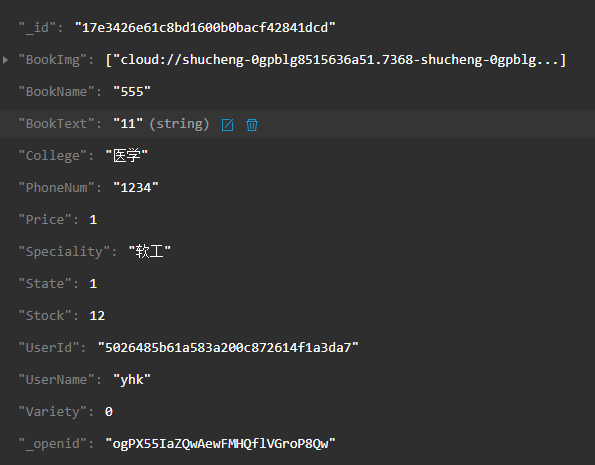 "_id": "17e3426e61c8bd1600b0bacf42841dcd"
"BookImg": ["cloud://shucheng-0gpblg8515636a51.7368-shucheng-0gpblg...]
"BookName": "555"
"BookText": "11" (string)
"College": "医学"
"PhoneNum": "1234"
"Price": 1
"Speciality": "软工"
"State": 1
"Stock": 12
"UserId": "5026485b61a583a200c872614f1a3da7"
"UserName": "yhk"
"Variety": 0
"_openid": "ogPX55IaZQwAewFMHQflVGroP8Qw"